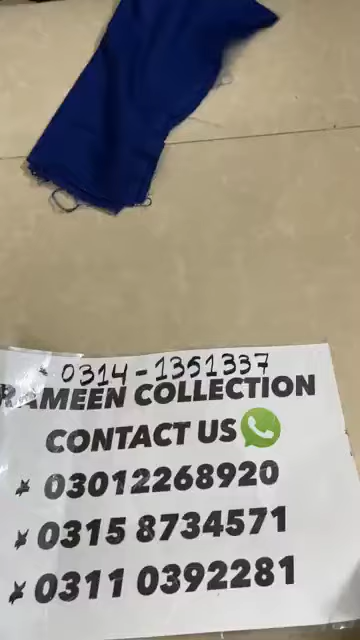 * 0314-1351337
RAMEEN COLLECTION
CONTACT US
* 03012268920
* 0315 8734571
* 0311 0392281